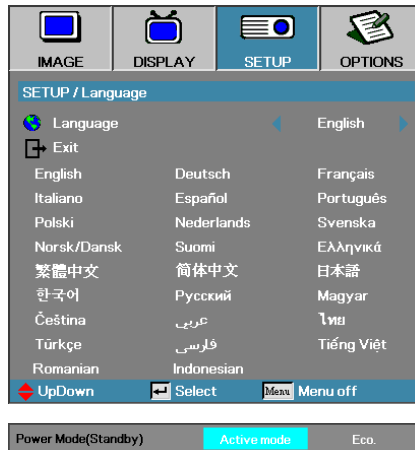 IMAGE DISPLAY SETUP OPTIONS
SETUP / Language
Language English
Exit
English Deutsch Français
Italiano Español Português
Polski Nederlands Svenska
Norsk/Dansk Suomi Ελληνικά
繁體中文 简体中文 日本語
한국어 Русский Magyar
Čeština عربي ไทย
Türkçe فارسی Tiếng Việt
Romanian Indonesian
UpDown Select Menu Menu off
Power Mode(Standby) Active mode Eco.